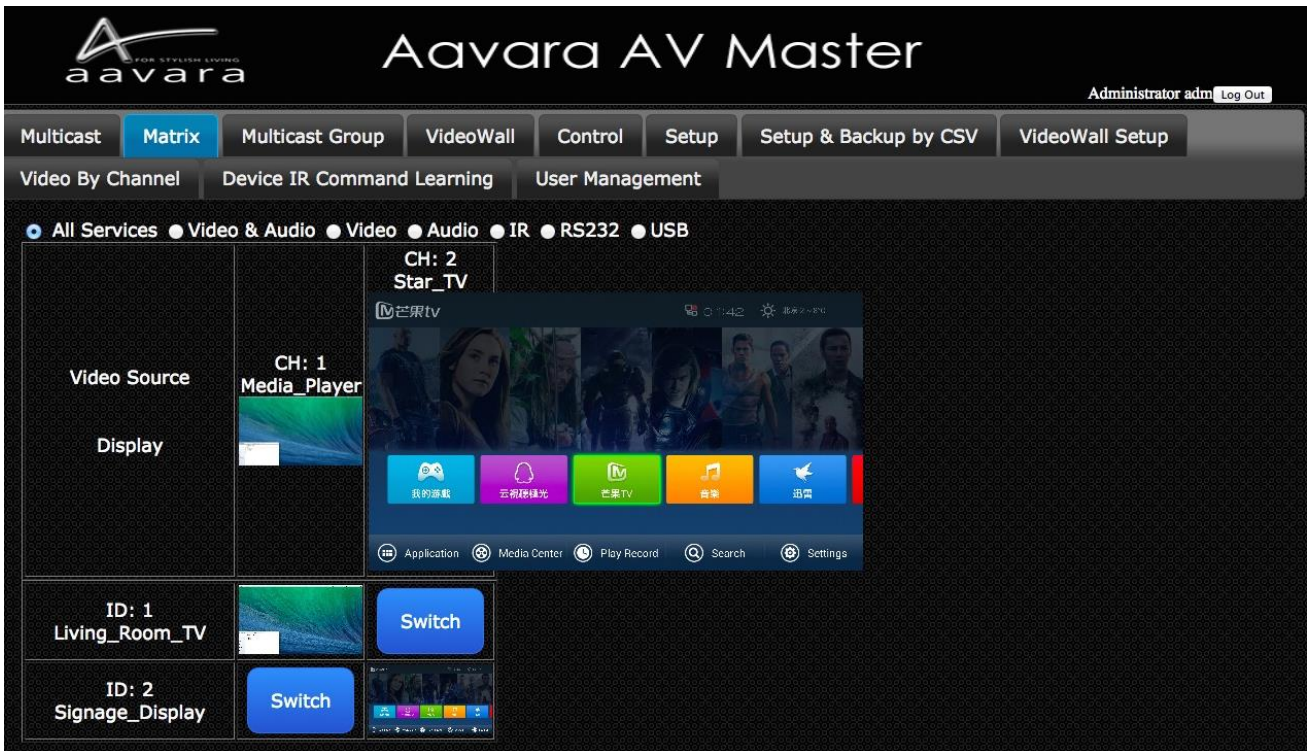 FOR STYLISH LIVING
aavara
Aavara AV Master
Administrator adm Log Out
Multicast Matrix Multicast Group VideoWall Control Setup Setup & Backup by CSV VideoWall Setup
Video By Channel Device IR Command Learning User Management
All Services Video & Audio Video Audio IR RS232 USB
CH: 2
Star_TV
芒果tv
Video Source
Display
CH: 1
Media_Player
我的游戲 芒果TV 音樂 迅雷
Application Media Center Play Record Search Settings
ID: 1
Living_Room_TV
Switch
ID: 2
Signage_Display
Switch